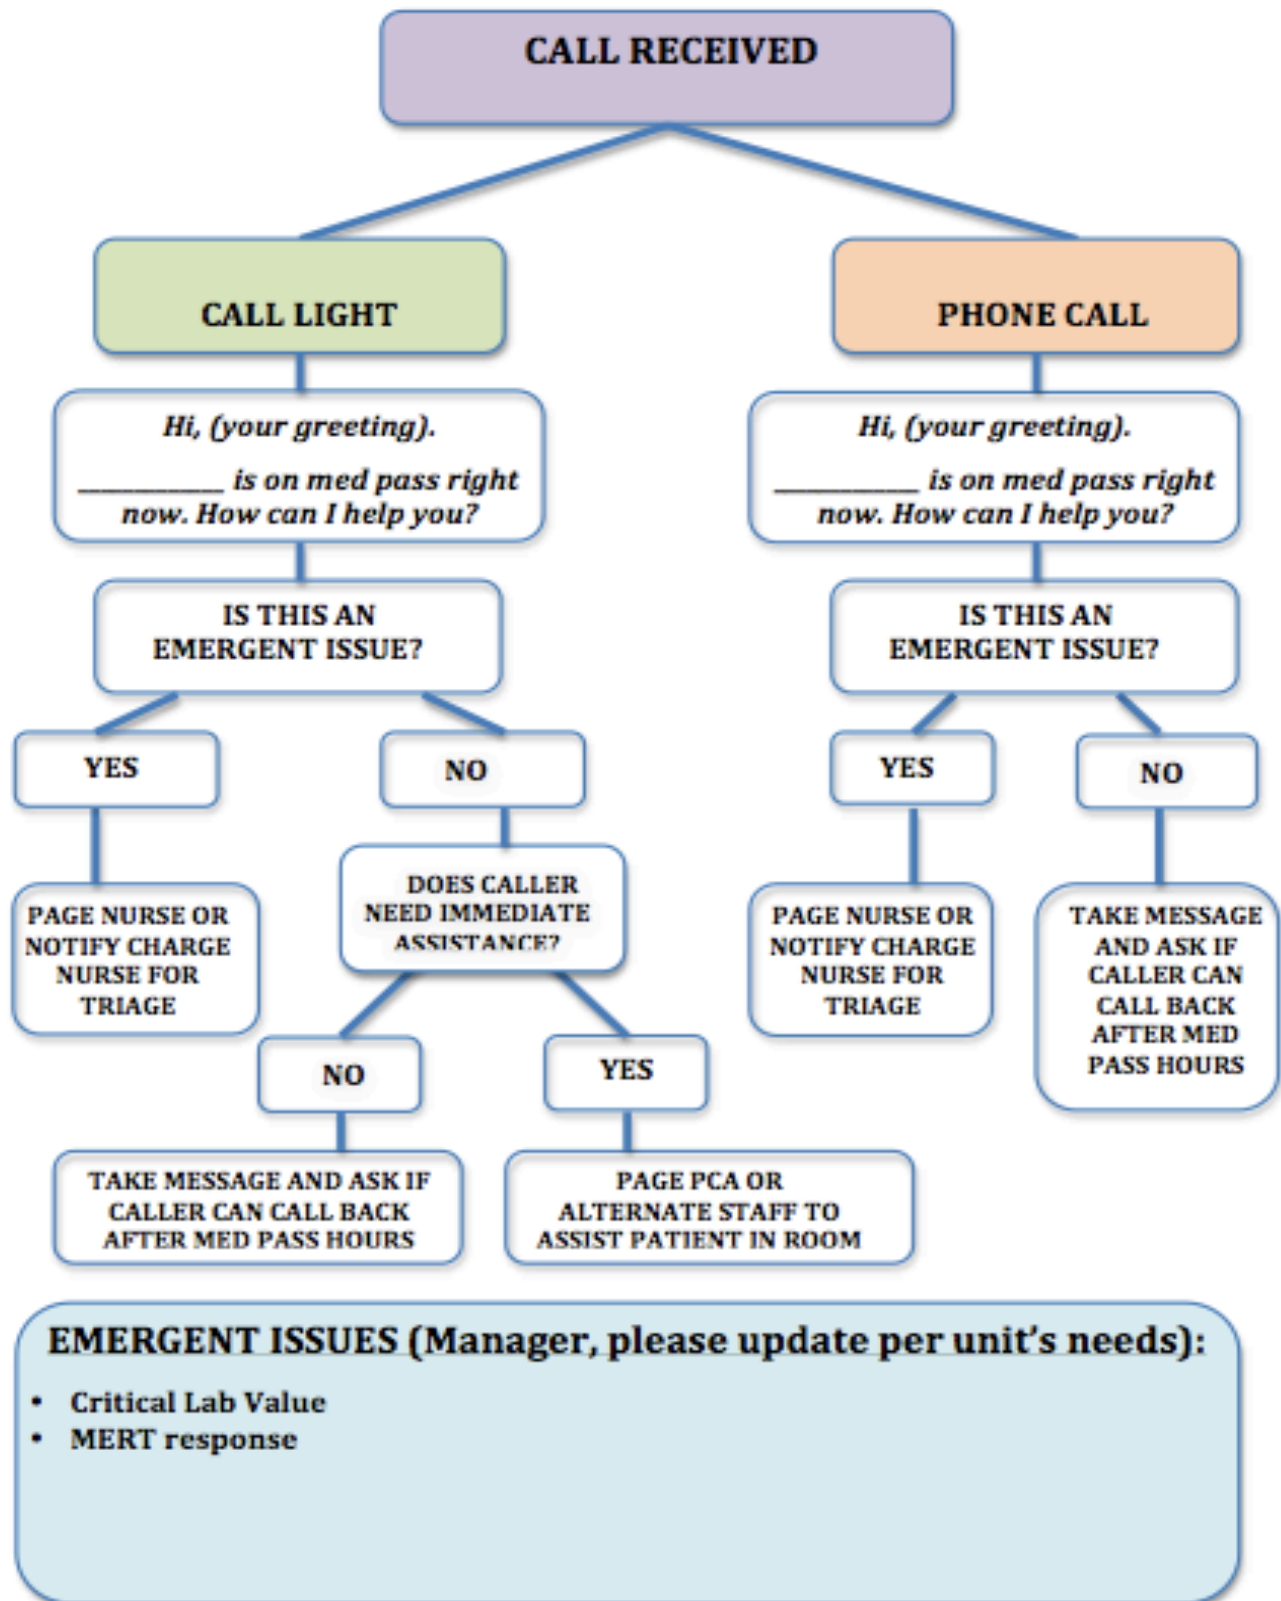 CALL RECEIVED
CALL LIGHT
PHONE CALL
Hi, (your greeting).
____________ is on med pass right
now. How can I help you?
Hi, (your greeting).
____________ is on med pass right
now. How can I help you?
IS THIS AN
EMERGENT ISSUE?
IS THIS AN
EMERGENT ISSUE?
YES
NO
YES
NO
PAGE NURSE OR
NOTIFY CHARGE
NURSE FOR
TRIAGE
DOES CALLER
NEED IMMEDIATE
ASSISTANCE?
PAGE NURSE OR
NOTIFY CHARGE
NURSE FOR
TRIAGE
TAKE MESSAGE
AND ASK IF
CALLER CAN
CALL BACK
AFTER MED
PASS HOURS
NO
YES
TAKE MESSAGE AND ASK IF
CALLER CAN CALL BACK
AFTER MED PASS HOURS
PAGE PCA OR
ALTERNATE STAFF TO
ASSIST PATIENT IN ROOM
EMERGENT ISSUES (Manager, please update per unit's needs):
• Critical Lab Value
• MERT response